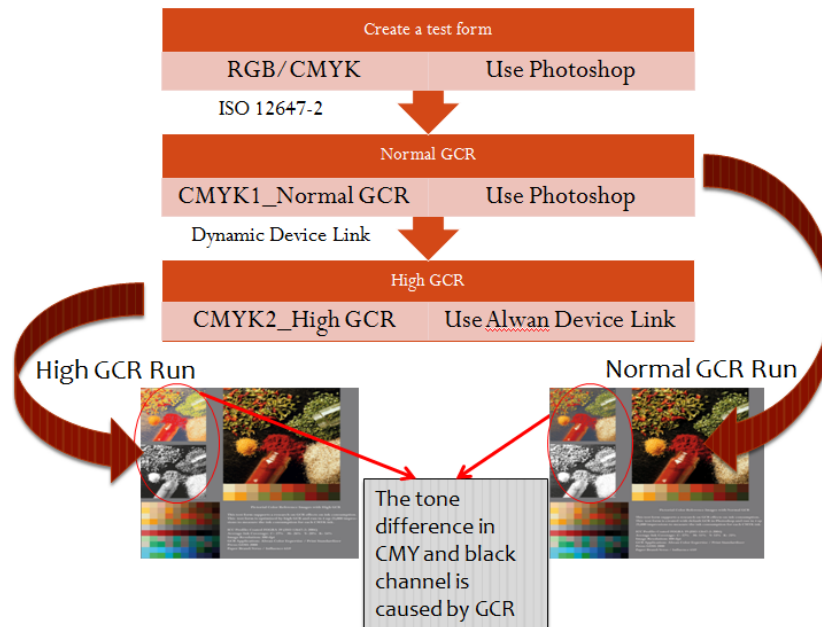 Create a test form
RGB/CMYK
Use Photoshop
ISO 12647-2
Normal GCR
CMYK1_Normal GCR
Use Photoshop
Dynamic Device Link
High GCR
CMYK2_High GCR
Use Alwan Device Link
High GCR Run
Normal GCR Run
The tone
difference in
CMY and black
channel is
caused by GCR